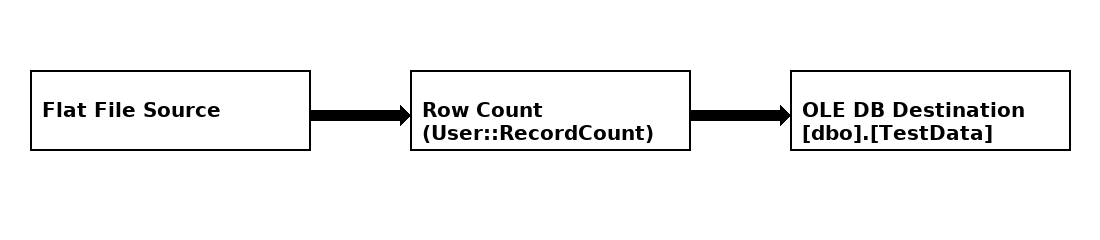 Flat File Source
Row Count
(User::RecordCount)
OLE DB Destination
[dbo].[TestData]